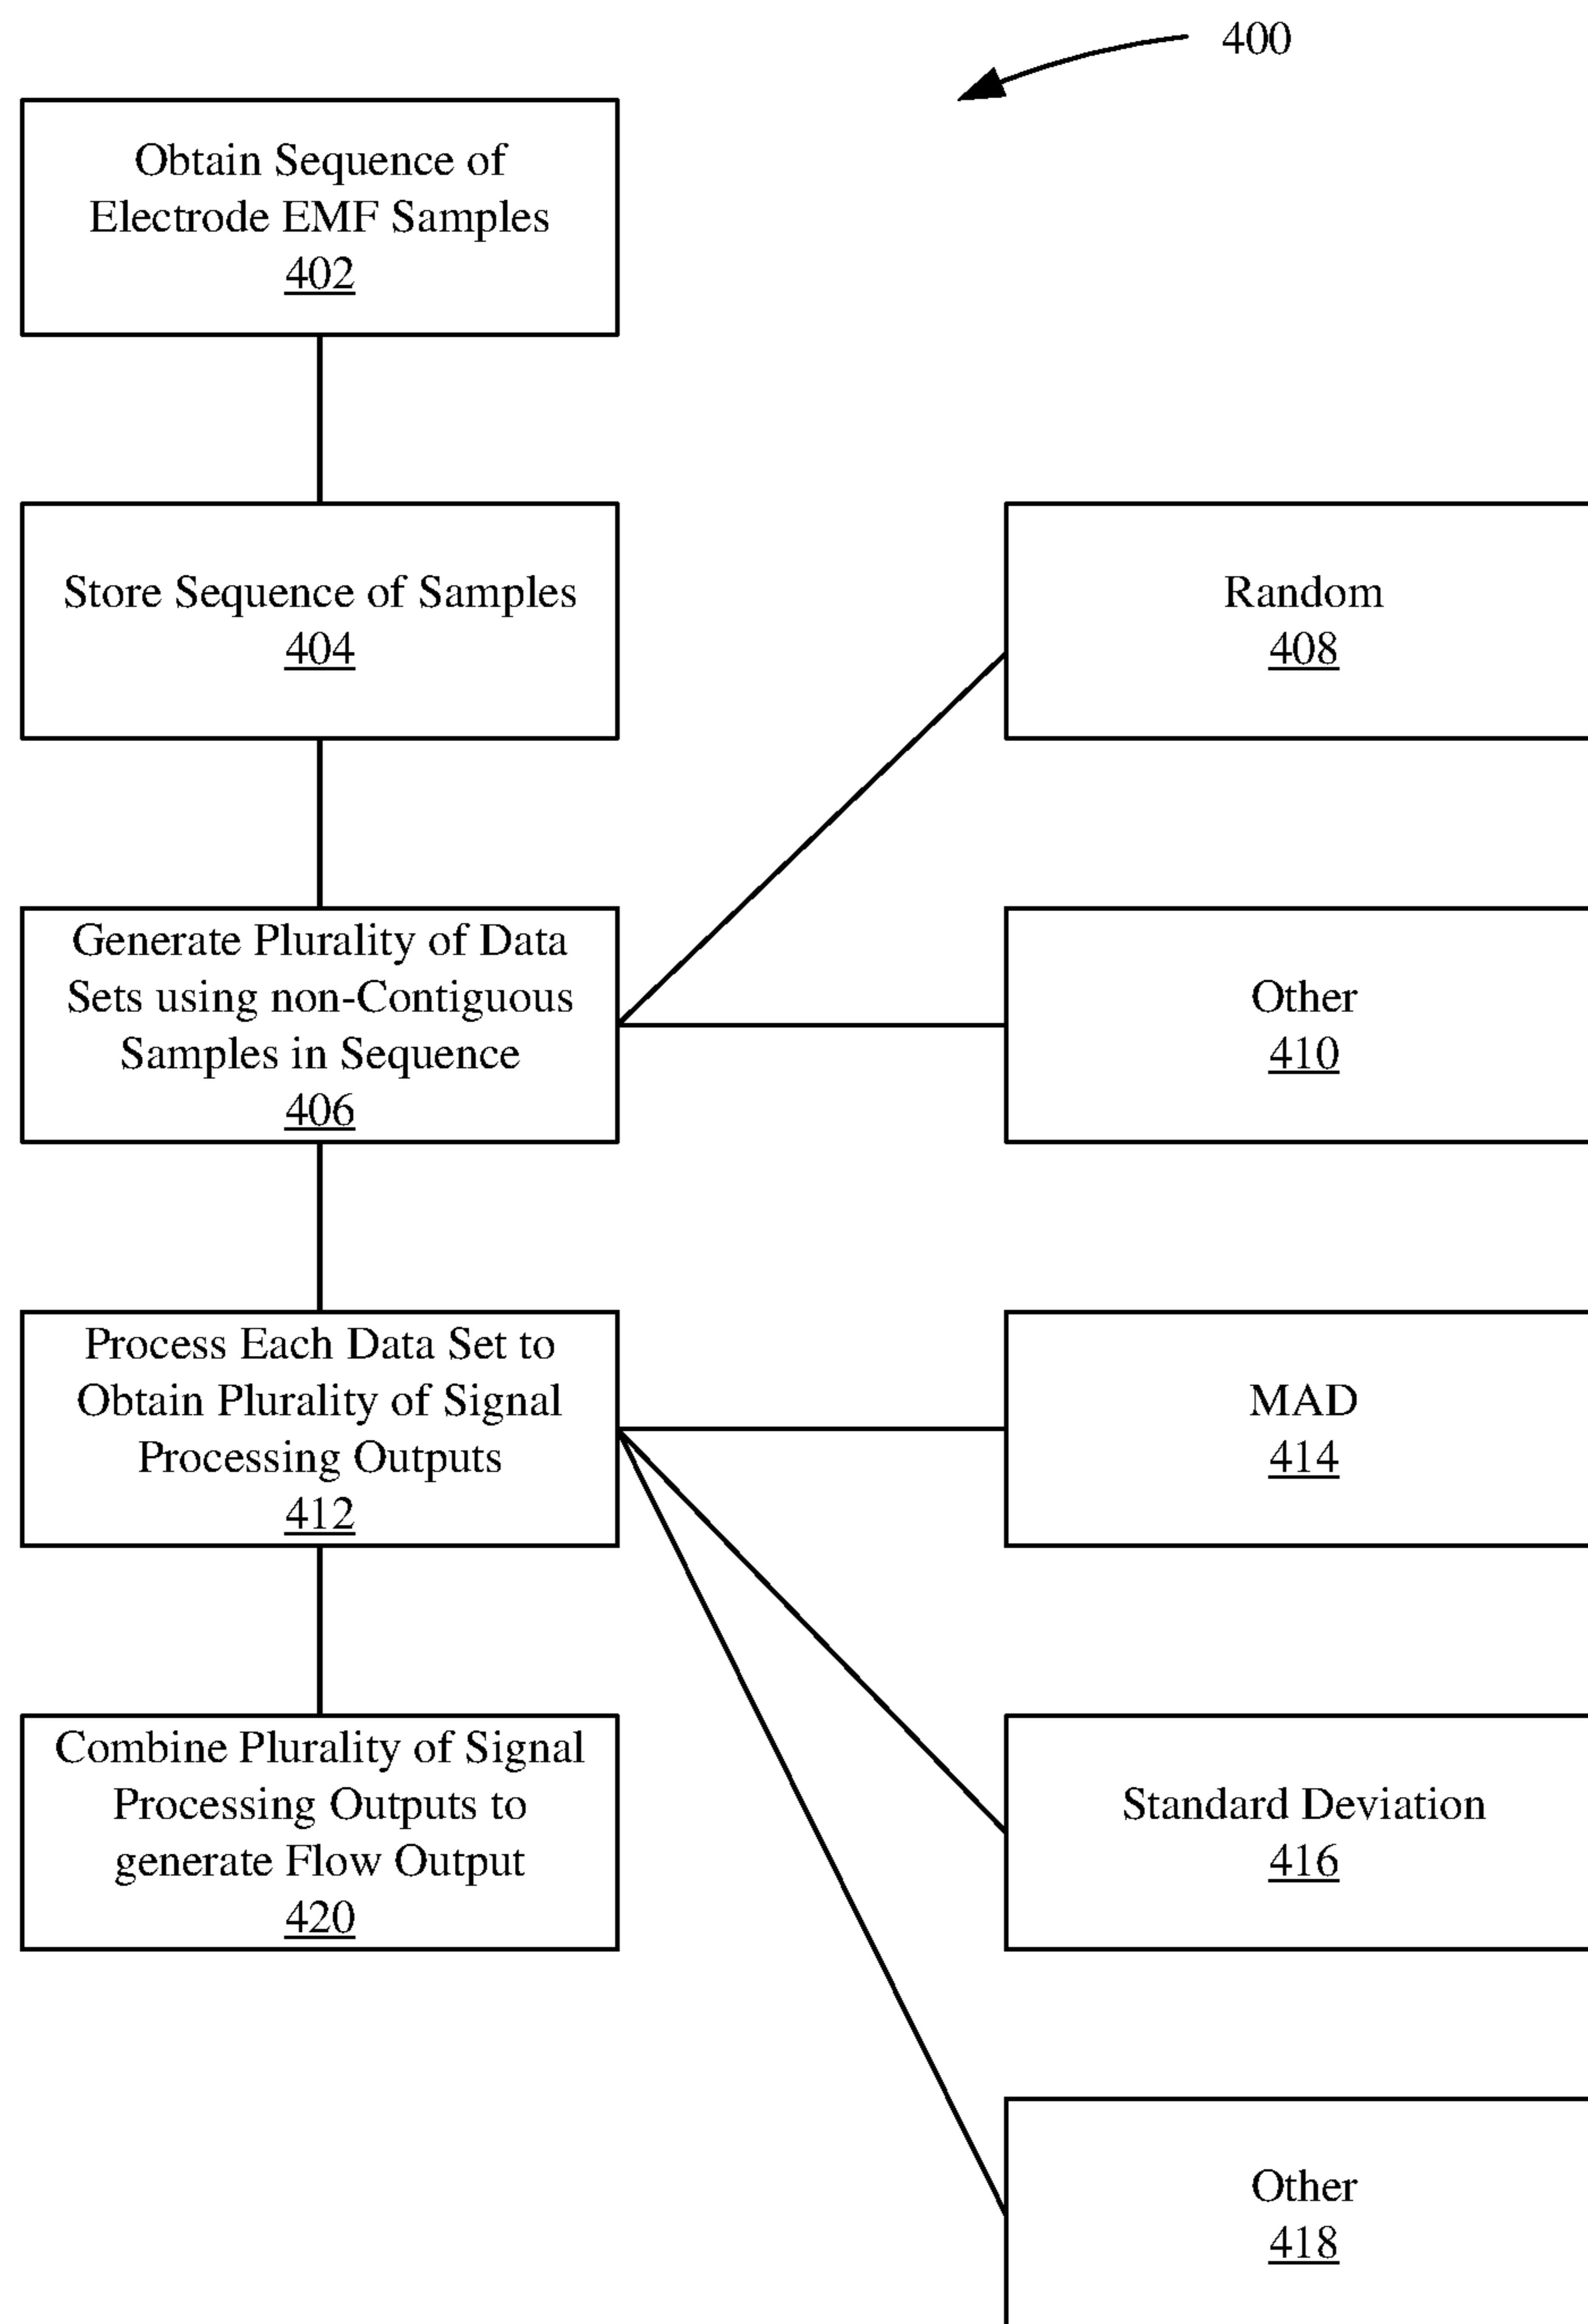 400
Obtain Sequence of
Electrode EMF Samples
402
Store Sequence of Samples
404
Random
408
Generate Plurality of Data
Sets using non-Contiguous
Samples in Sequence
406
Other
410
Process Each Data Set to
Obtain Plurality of Signal
Processing Outputs
412
MAD
414
Combine Plurality of Signal
Processing Outputs to
generate Flow Output
420
Standard Deviation
416
Other
418